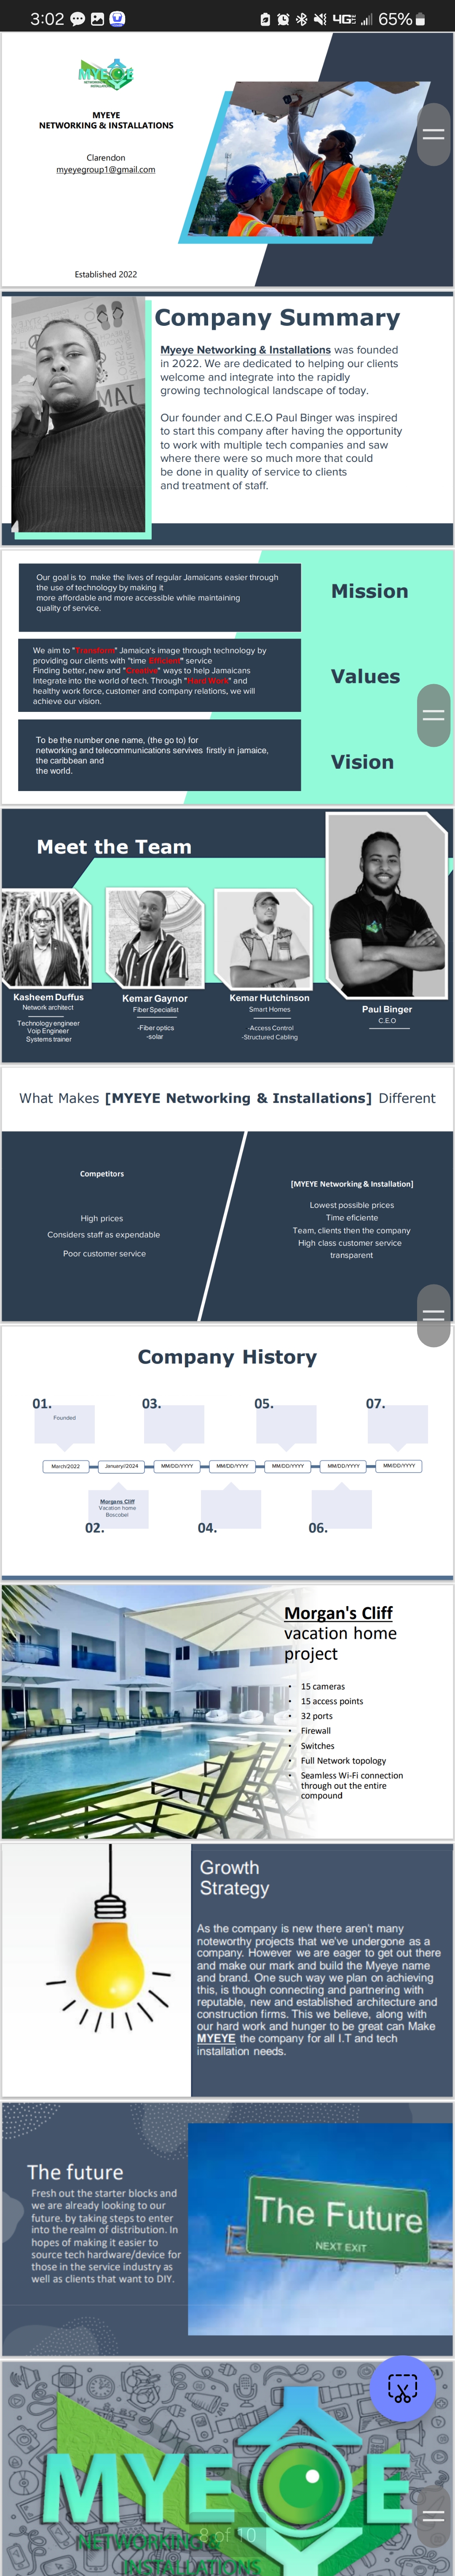 3:02
4G
65%
MYEYE
NETWORKING & INSTALLATIONS
Clarendon
myeyegroup1@gmail.com
Established 2022
Company Summary
MAT
Myeye Networking & Installations was founded
in 2022. We are dedicated to helping our clients
welcome and integrate into the rapidly
growing technological landscape of today.
Our founder and C.E.O Paul Binger was inspired
to start this company after having the opportunity
to work with multiple tech companies and saw
where there were so much more that could
be done in quality of service to clients
and treatment of staff.
Our goal is to make the lives of regular Jamaicans easier through
the use of technology by making it
more affordable and more accessible while maintaining
quality of service.
Mission
We aim to "Transform" Jamaica's image through technology by
providing our clients with "time Efficient" service
Finding better, new and "Creative" ways to help Jamaicans
Integrate into the world of tech. Through "Hard Work" and
healthy work force, customer and company relations, we will
achieve our vision.
Values
To be the number one name, (the go to) for
networking and telecommunications servives firstly in jamaice,
the caribbean and
the world.
Vision
Meet the Team
Kasheem Duffus
Network architect
Technology engineer
Voip Engineer
Systems trainer
Kemar Gaynor
Fiber Specialist
-Fiber optics
-solar
Kemar Hutchinson
Smart Homes
-Access Control
-Structured Cabling
Paul Binger
C.E.O
What Makes [MYEYE Networking & Installations] Different
Competitors
High prices
Considers staff as expendable
Poor customer service
[MYEYE Networking & Installation]
Lowest possible prices
Time eficiente
Team, clients then the company
High class customer service
transparent
Company History
01.
03.
05.
07.
Founded
March/2022
January/2024
MM/DD/YYYY
MM/DD/YYYY
MM/DD/YYYY
MM/DD/YYYY
MM/DD/YYYY
Morgans Cliff
Vacation home
Boscobel
02.
04.
06.
Morgan's Cliff
vacation home
project
• 15 cameras
• 15 access points
• 32 ports
• Firewall
• Switches
• Full Network topology
• Seamless Wi-Fi connection
through out the entire
compound
Growth
Strategy
As the company is new there aren't many
noteworthy projects that we've undergone as a
company. However we are eager to get out there
and make our mark and build the Myeye name
and brand. One such way we plan on achieving
this, is though connecting and partnering with
reputable, new and established architecture and
construction firms. This we believe, along with
our hard work and hunger to be great can Make
MYEYE the company for all I.T and tech
installation needs.
The future
Fresh out the starter blocks and
we are already looking to our
future. by taking steps to enter
into the realm of distribution. In
hopes of making it easier to
source tech hardware/device for
those in the service industry as
well as clients that want to DIY.
The Future
NEXT EXIT
MYEYE
NETWORKING &
INSTALLATIONS
8 of 10